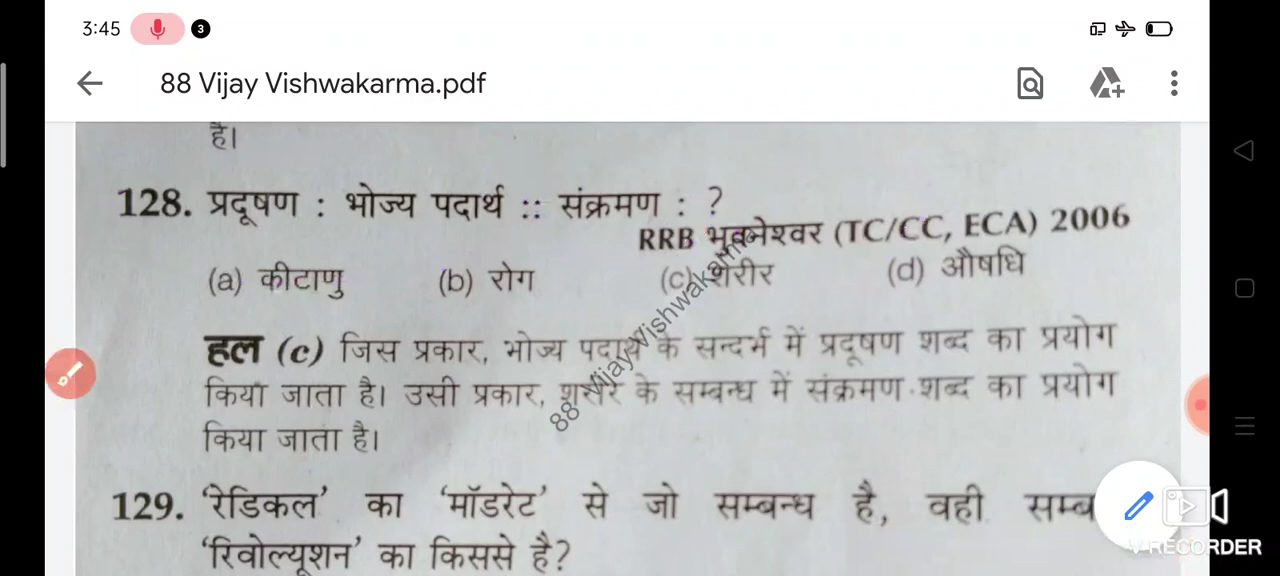 3:45 3
88 Vijay Vishwakarma.pdf
है।
128. प्रदूषण : भोज्य पदार्थ :: संक्रमण : ?
RRB भुवनेश्वर (TC/CC, ECA) 2006
(a) कीटाणु (b) रोग (c) शरीर (d) औषधि
हल (c) जिस प्रकार, भोज्य पदार्थ के सन्दर्भ में प्रदूषण शब्द का प्रयोग
किया जाता है। उसी प्रकार, शरीर के सम्बन्ध में संक्रमण शब्द का प्रयोग
किया जाता है।
88 Vijay Vishwakarma
129. 'रेडिकल' का 'मॉडरेट' से जो सम्बन्ध है, वही सम्ब
'रिवोल्यूशन' का किससे है?
V RECORDER